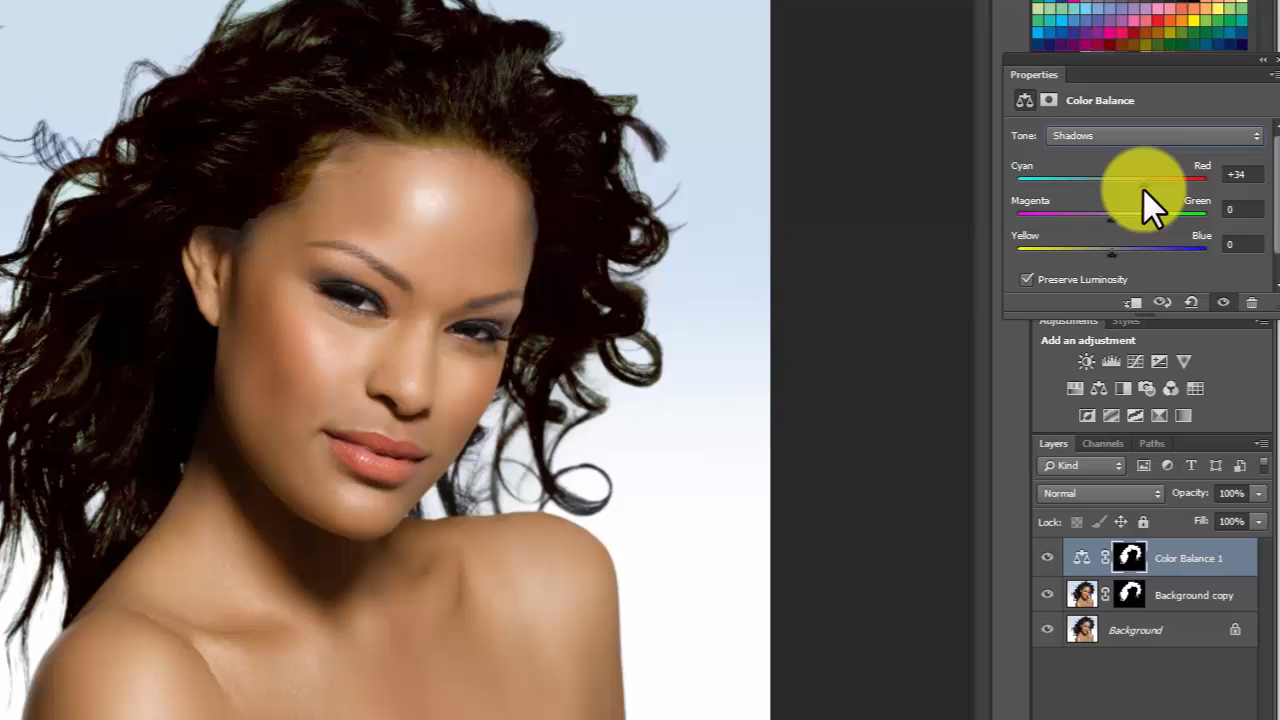 Properties
Color Balance
Tone: Shadows
Cyan Red +34
Magenta Green 0
Yellow Blue 0
Preserve Luminosity
Adjustments Styles
Add an adjustment
Layers Channels Paths
Kind
Normal Opacity: 100%
Lock: Fill: 100%
Color Balance 1
Background copy
Background